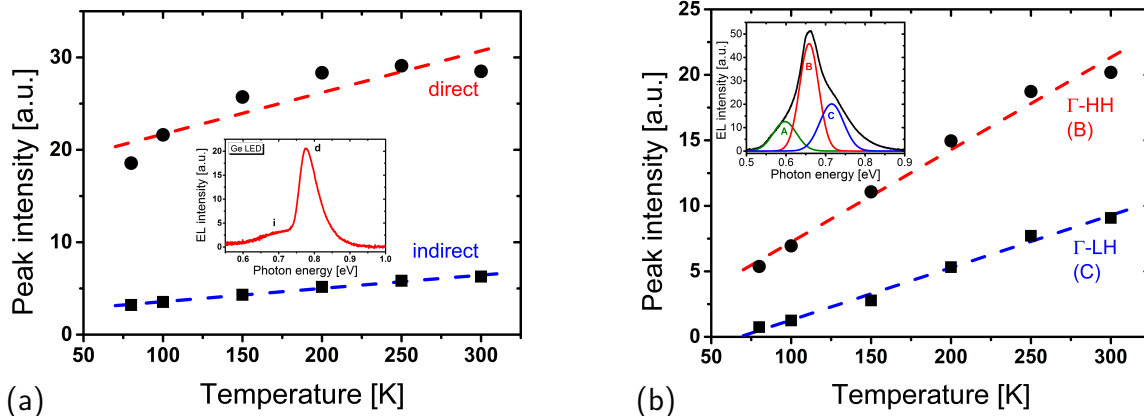 Peak intensity [a.u.]
40
30
20
10
0
50
100
150
200
250
300
Temperature [K]
direct
indirect
Ge LED
d
i
EL intensity [a.u.]
20
15
10
5
0
0.6
0.7
0.8
0.9
1.0
Photon energy [eV]
(a)
Peak intensity [a.u.]
25
20
15
10
5
0
50
100
150
200
250
300
Temperature [K]
Γ-HH
(B)
Γ-LH
(C)
EL intensity [a.u.]
50
40
30
20
10
0
0.5
0.6
0.7
0.8
0.9
Photon energy [eV]
A
B
C
(b)